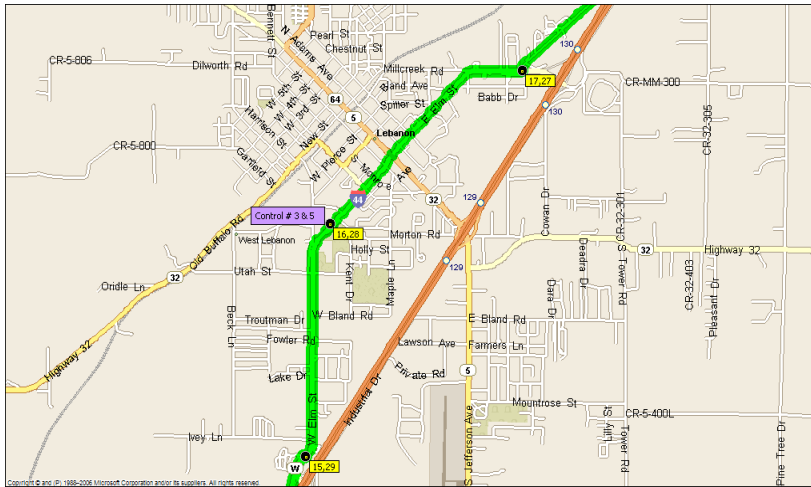 Bennett St
N Adams Ave
Pearl St
Chestnut St
CR-5-806
Dilworth Rd
Millcreek Rd
130
17,27
CR-MM-300
Babb Dr
130
W 5th St
W 4th St
W 3rd St
Harrison St
64
5
Spiller St
E Elm St
New St
Lebanon
CR-5-800
Garfield St
W Pierce St
S Monroe Ave
CR-32-305
44
32
129
Cowan Dr
CR-32-301
Control # 3 & 5
16,28
Morton Rd
Old Buffalo Rd
West Lebanon
Holly St
32
Utah St
Oridle Ln
Kent Dr
Maple Ln
129
32
Highway 32
Deadra Dr
S Tower Rd
CR-32-403
Dara Dr
Pleasant Dr
Beck Ln
Troutman Dr
W Bland Rd
E Bland Rd
Fowler Rd
Lawson Ave
Farmers Ln
Highway 32
Lake Dr
Private Rd
5
Industrial Dr
Mountrose St
CR-5-400L
W Elm St
Ivey Ln
Lilly St
Tower Rd
Pine Tree Dr
S Jefferson Ave
W
15,29
Copyright © and (P) 1988–2006 Microsoft Corporation and/or its suppliers. All rights reserved.